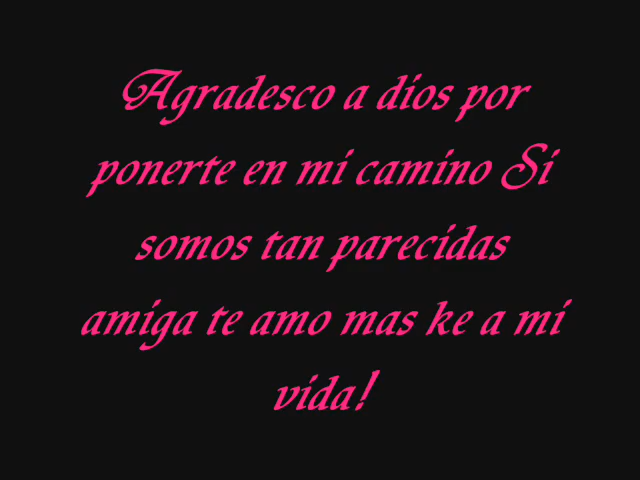 Agradesco a dios por
ponerte en mi camino Si
somos tan parecidas
amiga te amo mas ke a mi
vida!